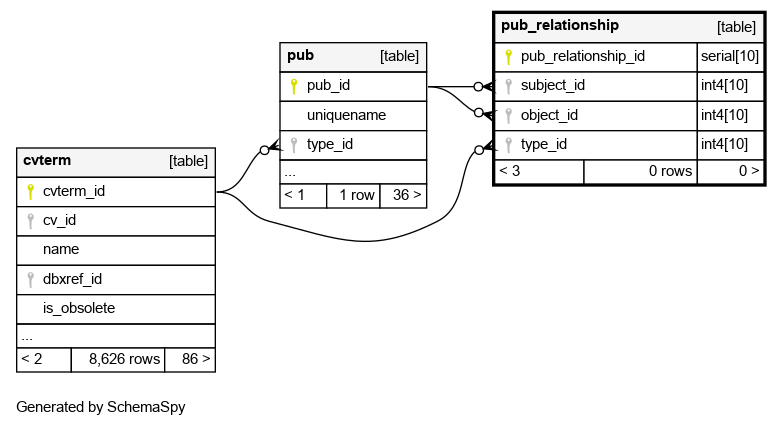 pub_relationship [table]
pub_relationship_id serial[10]
subject_id int4[10]
object_id int4[10]
type_id int4[10]
< 3 0 rows 0 >
pub [table]
pub_id
uniquename
type_id
...
< 1 1 row 36 >
cvterm [table]
cvterm_id
cv_id
name
dbxref_id
is_obsolete
...
< 2 8,626 rows 86 >
Generated by SchemaSpy